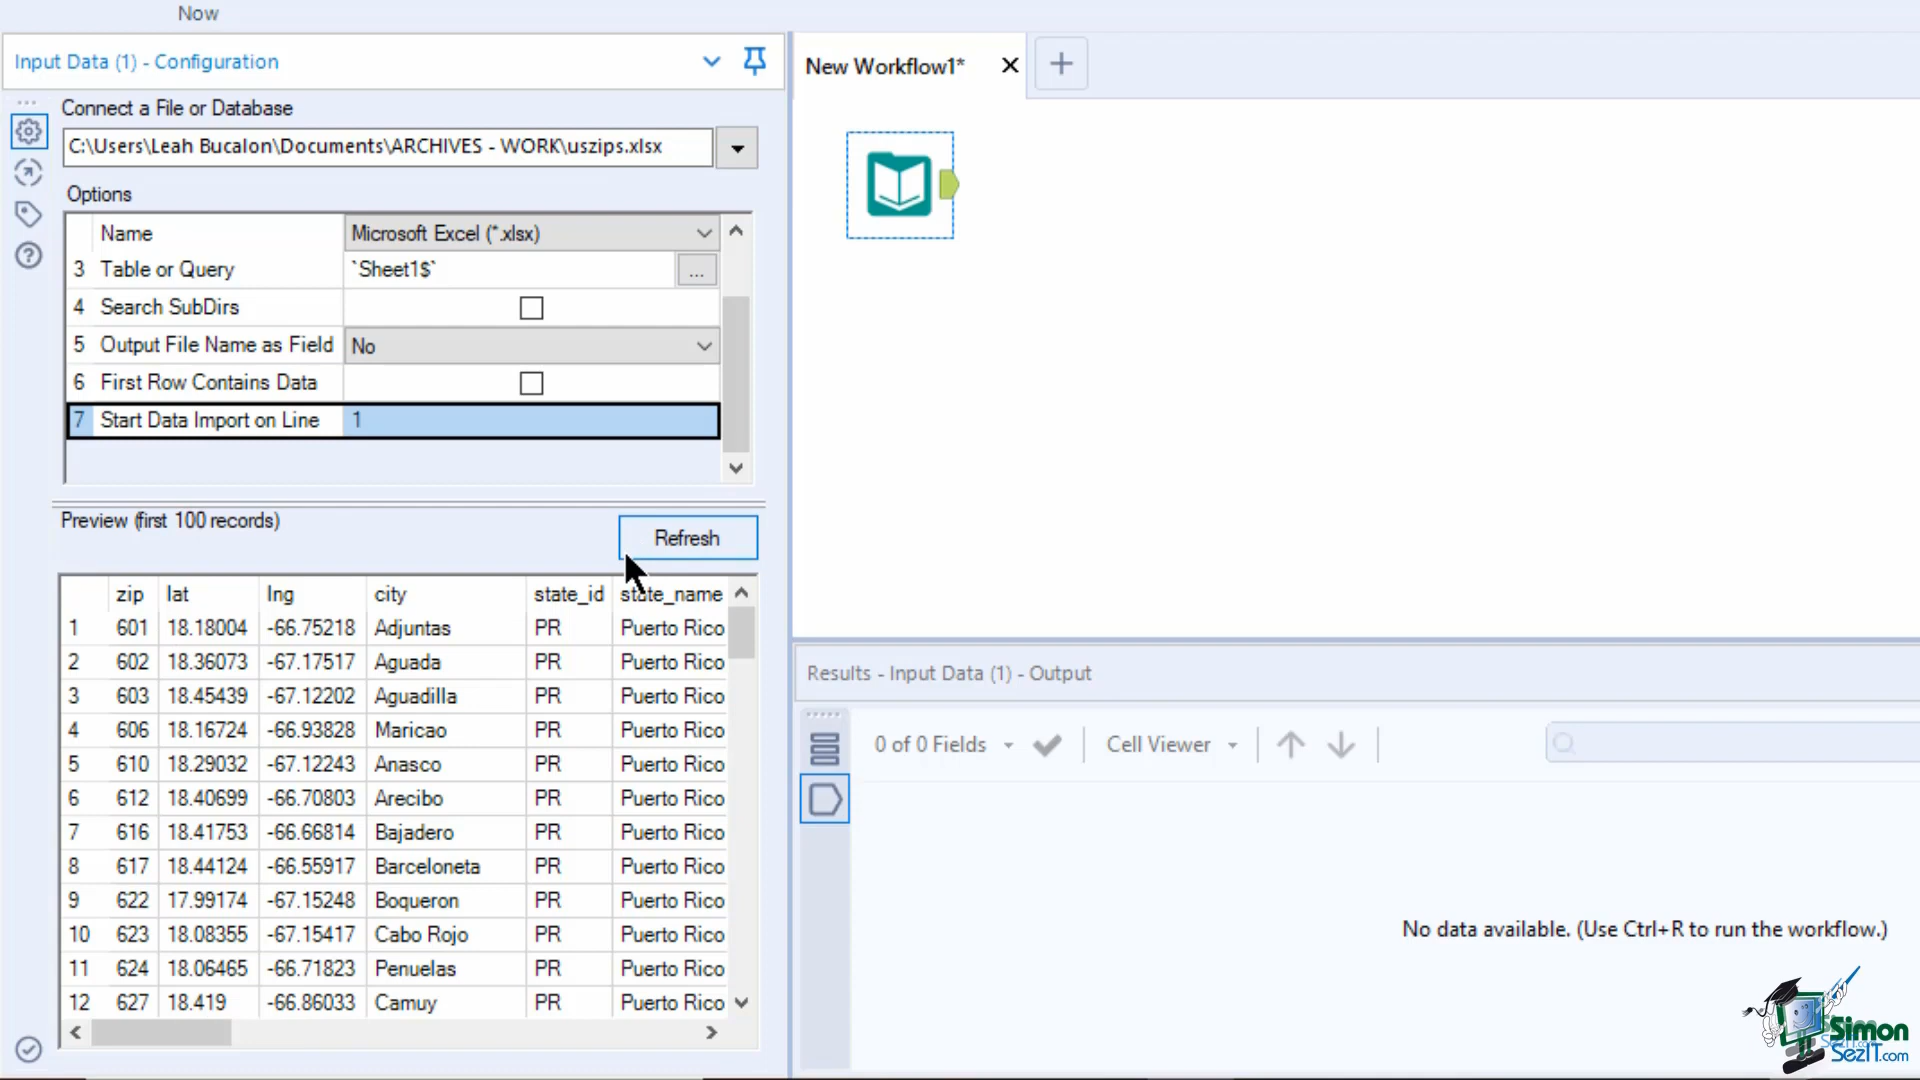 Now
Input Data (1) - Configuration
New Workflow1*
Connect a File or Database
C:\Users\Leah Bucalon\Documents\ARCHIVES - WORK\uszips.xlsx
Options
Name Microsoft Excel (*.xlsx)
3 Table or Query `Sheet1$` ...
4 Search SubDirs
5 Output File Name as Field No
6 First Row Contains Data
7 Start Data Import on Line 1
Preview (first 100 records)
Refresh
zip lat lng city state_id state_name
1 601 18.18004 -66.75218 Adjuntas PR Puerto Rico
2 602 18.36073 -67.17517 Aguada PR Puerto Rico
3 603 18.45439 -67.12202 Aguadilla PR Puerto Rico
4 606 18.16724 -66.93828 Maricao PR Puerto Rico
5 610 18.29032 -67.12243 Anasco PR Puerto Rico
6 612 18.40699 -66.70803 Arecibo PR Puerto Rico
7 616 18.41753 -66.66814 Bajadero PR Puerto Rico
8 617 18.44124 -66.55917 Barceloneta PR Puerto Rico
9 622 17.99174 -67.15248 Boqueron PR Puerto Rico
10 623 18.08355 -67.15417 Cabo Rojo PR Puerto Rico
11 624 18.06465 -66.71823 Penuelas PR Puerto Rico
12 627 18.419 -66.86033 Camuy PR Puerto Rico
Results - Input Data (1) - Output
0 of 0 Fields Cell Viewer
No data available. (Use Ctrl+R to run the workflow.)
Simon
SezIT.com